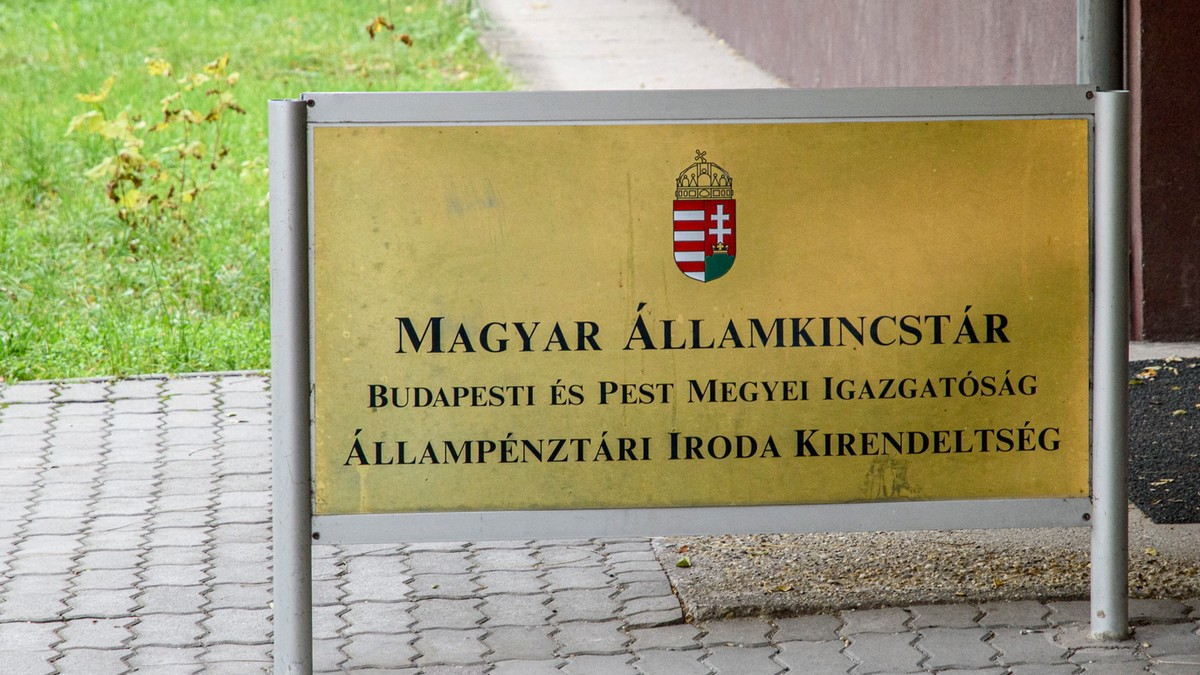 MAGYAR ÁLLAMKINCSTÁR
BUDAPESTI ÉS PEST MEGYEI IGAZGATÓSÁG
ÁLLAMPÉNZTÁRI IRODA KIRENDELTSÉG